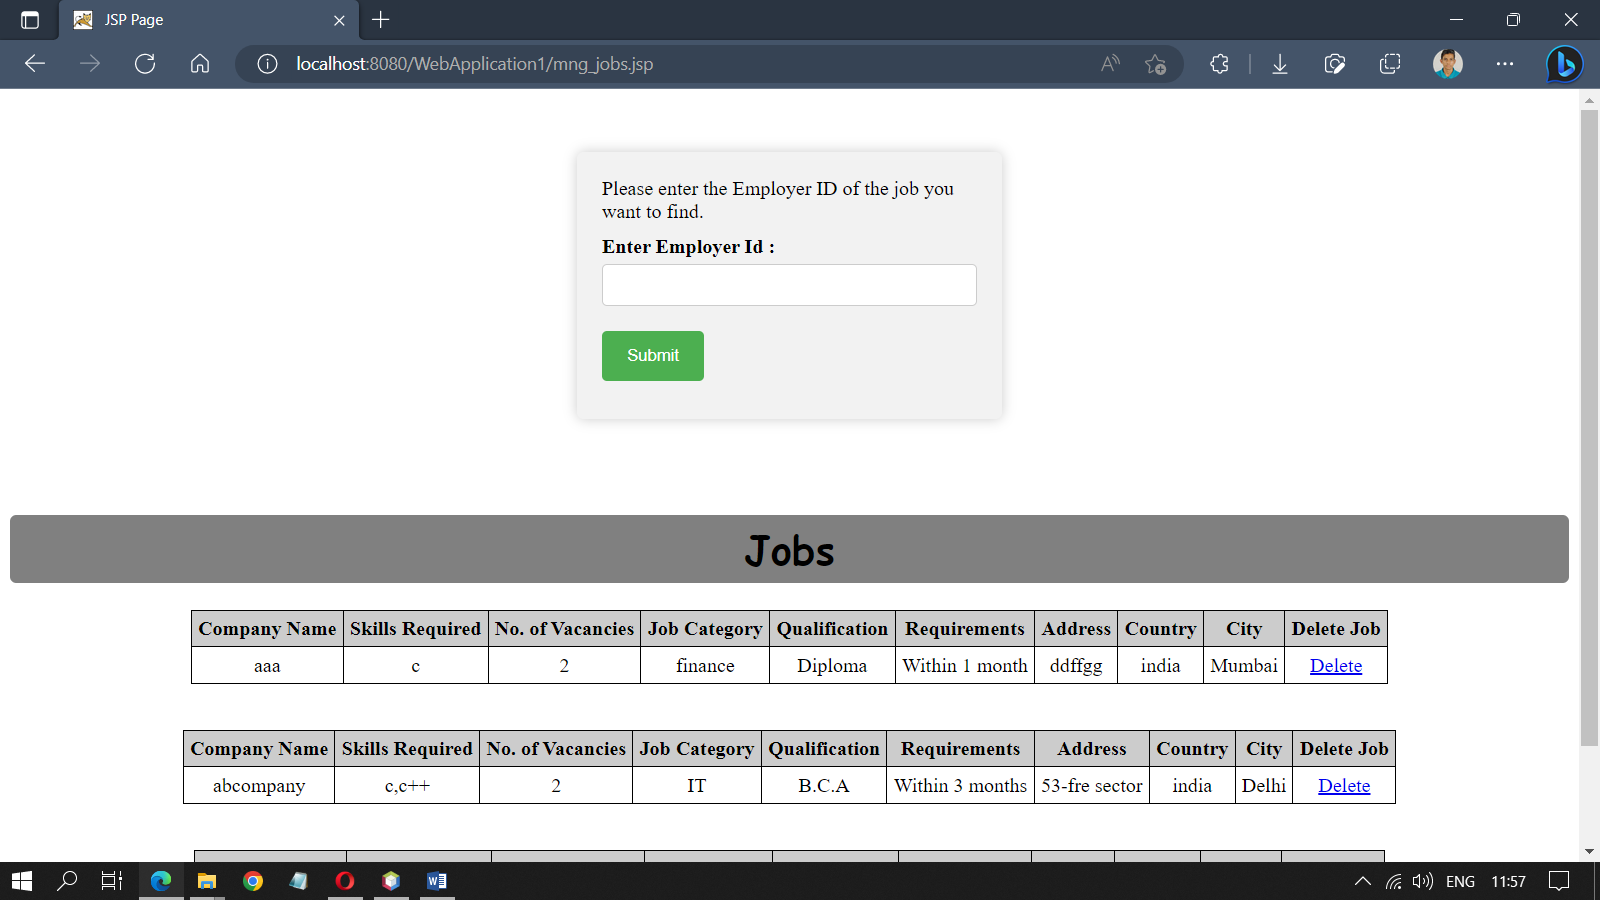 JSP Page
localhost:8080/WebApplication1/mng_jobs.jsp
Please enter the Employer ID of the job you
want to find.
Enter Employer Id :
Submit
Jobs
Company Name Skills Required No. of Vacancies Job Category Qualification Requirements Address Country City Delete Job
aaa c 2 finance Diploma Within 1 month ddffgg india Mumbai Delete
Company Name Skills Required No. of Vacancies Job Category Qualification Requirements Address Country City Delete Job
abcompany c,c++ 2 IT B.C.A Within 3 months 53-fre sector india Delhi Delete
ENG 11:57